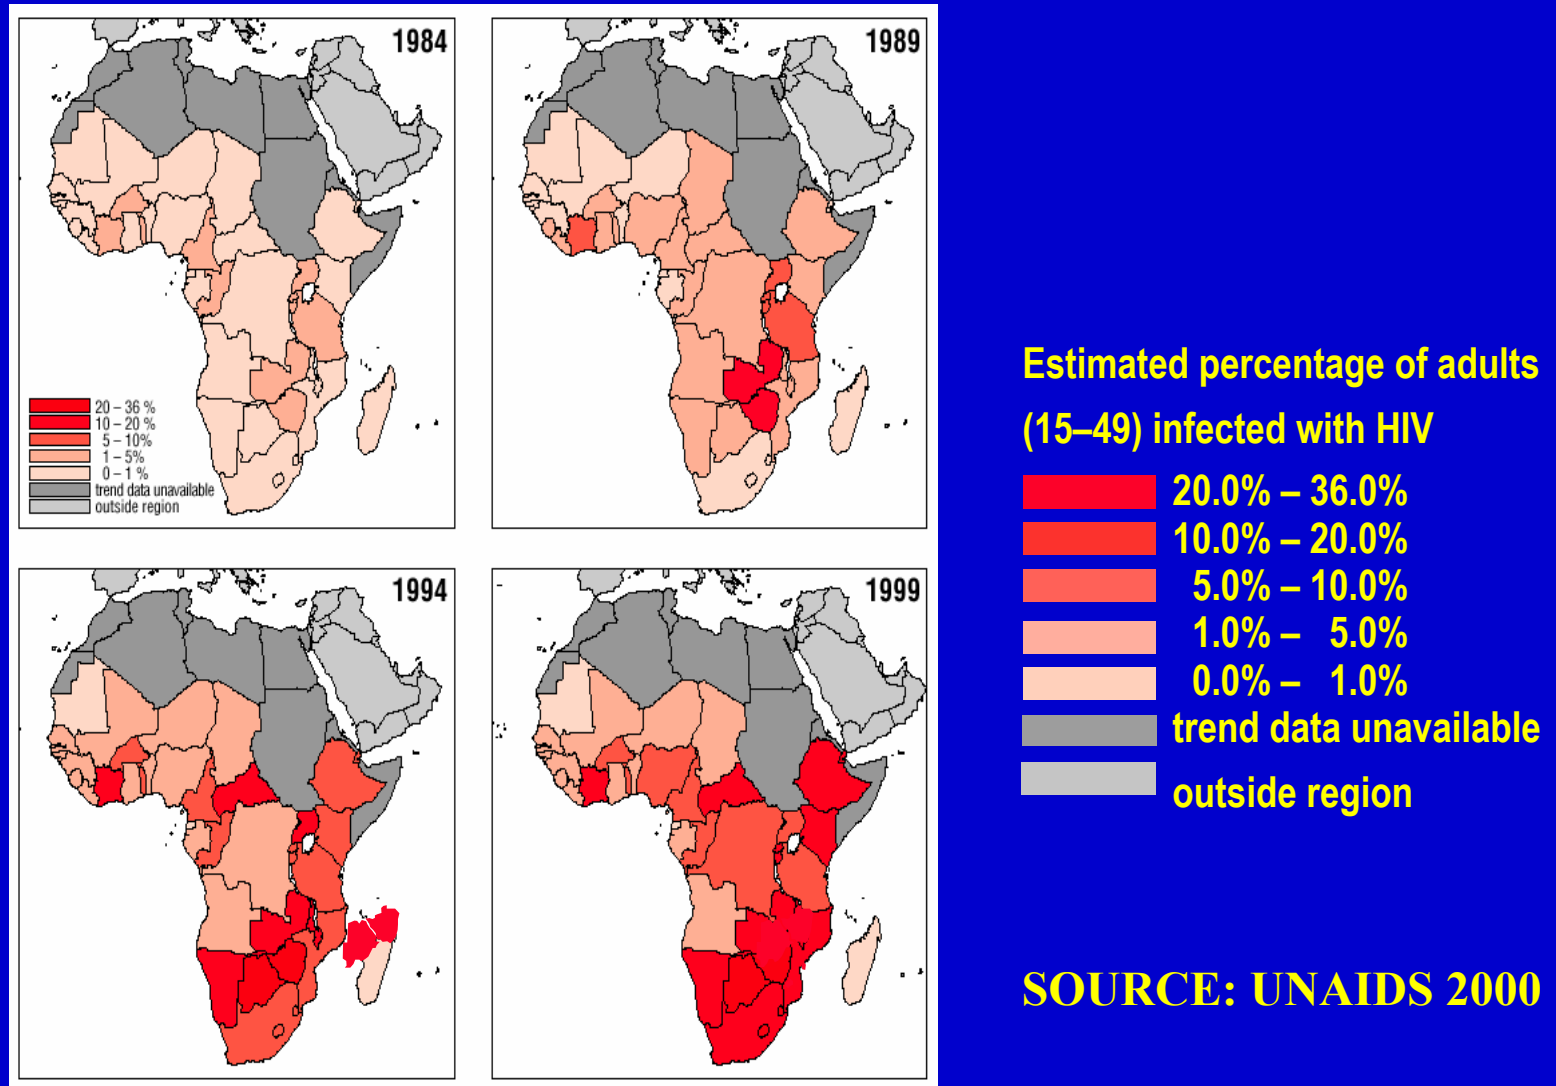 1984
1989
20 – 36 %
10 – 20 %
5 – 10%
1 – 5%
0 – 1 %
trend data unavailable
outside region
1994
1999
Estimated percentage of adults
(15–49) infected with HIV
20.0% – 36.0%
10.0% – 20.0%
5.0% – 10.0%
1.0% – 5.0%
0.0% – 1.0%
trend data unavailable
outside region
SOURCE: UNAIDS 2000